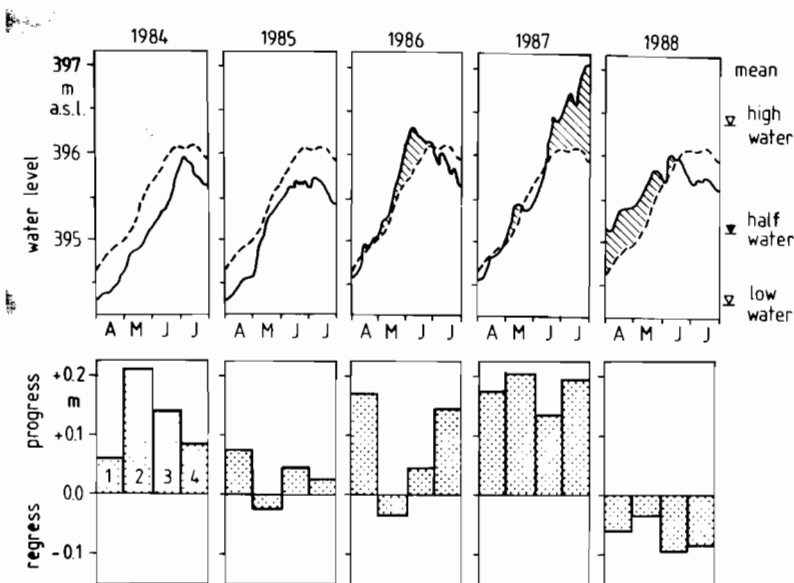 1984 1985 1986 1987 1988
397
m
a.s.l.
396
395
water level
mean
high
water
half
water
low
water
A M J J A M J J A M J J A M J J A M J J
+0.2
m
+0.1
0.0
-0.1
progress
regress
1 2 3 4